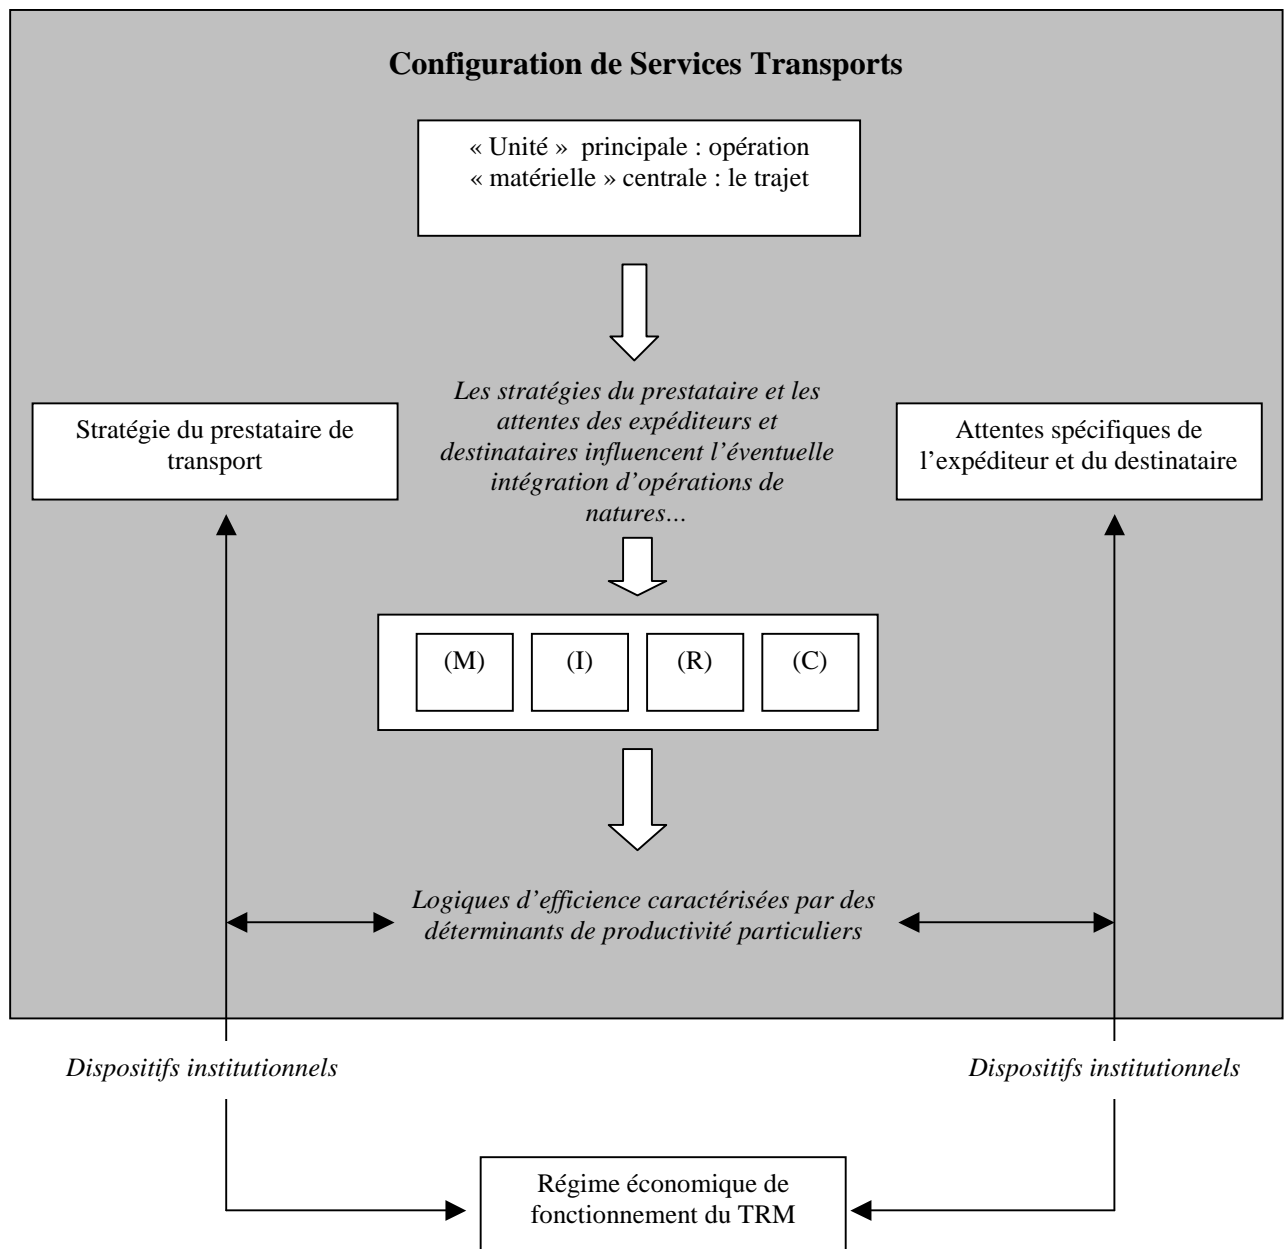 Configuration de Services Transports
« Unité » principale : opération
« matérielle » centrale : le trajet
Les stratégies du prestataire et les
attentes des expéditeurs et
destinataires influencent l’éventuelle
intégration d’opérations de
natures…
Stratégie du prestataire de
transport
Attentes spécifiques de
l’expéditeur et du destinataire
(M)
(I)
(R)
(C)
Logiques d’efficience caractérisées par des
déterminants de productivité particuliers
Dispositifs institutionnels
Dispositifs institutionnels
Régime économique de
fonctionnement du TRM